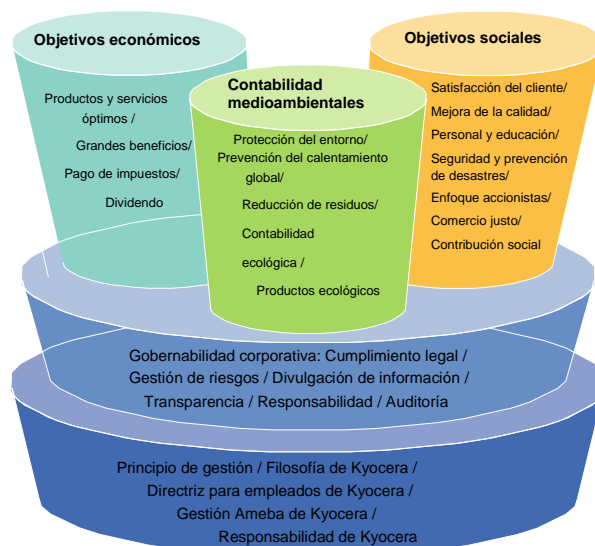 Objetivos económicos
Productos y servicios
óptimos /
Grandes beneficios/
Pago de impuestos/
Dividendo
Contabilidad
medioambientales
Protección del entorno/
Prevención del calentamiento
global/
Reducción de residuos/
Contabilidad
ecológica /
Productos ecológicos
Objetivos sociales
Satisfacción del cliente/
Mejora de la calidad/
Personal y educación/
Seguridad y prevención
de desastres/
Enfoque accionistas/
Comercio justo/
Contribución social
Gobernabilidad corporativa: Cumplimiento legal /
Gestión de riesgos / Divulgación de información /
Transparencia / Responsabilidad / Auditoría
Principio de gestión / Filosofía de Kyocera /
Directriz para empleados de Kyocera /
Gestión Ameba de Kyocera /
Responsabilidad de Kyocera